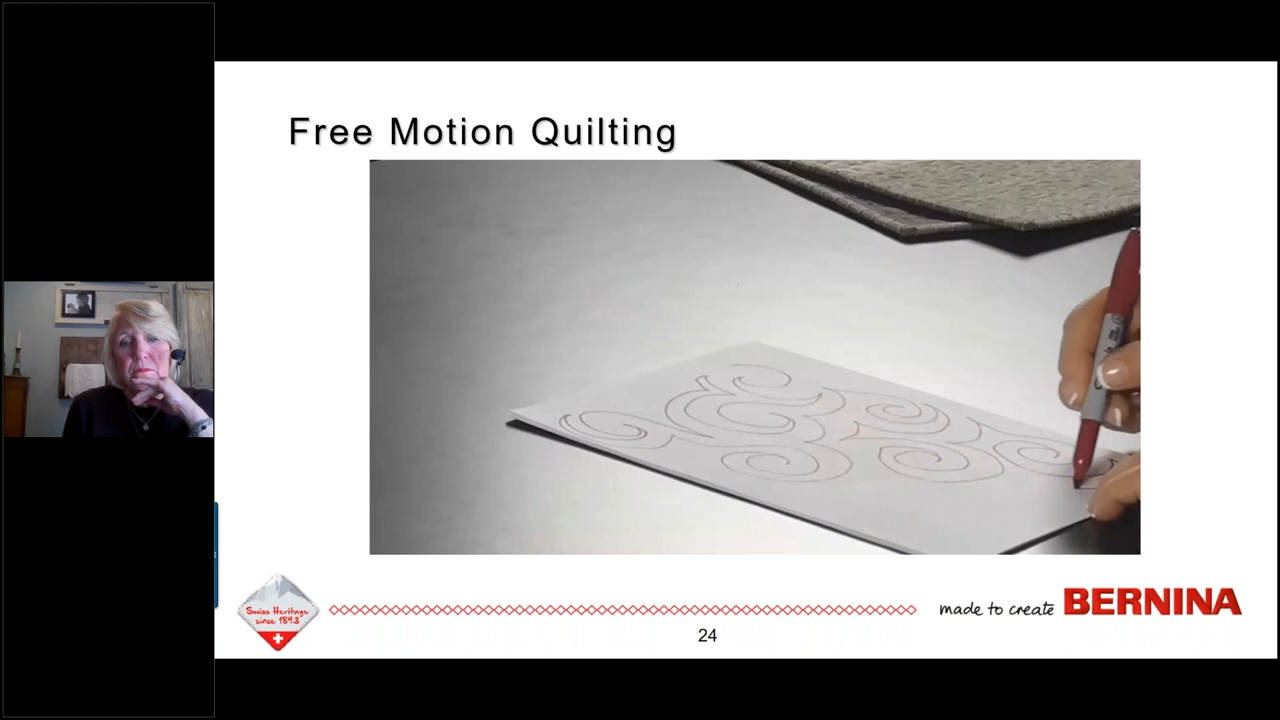 Free Motion Quilting
Swiss Heritage
since 1893
made to create BERNINA
24